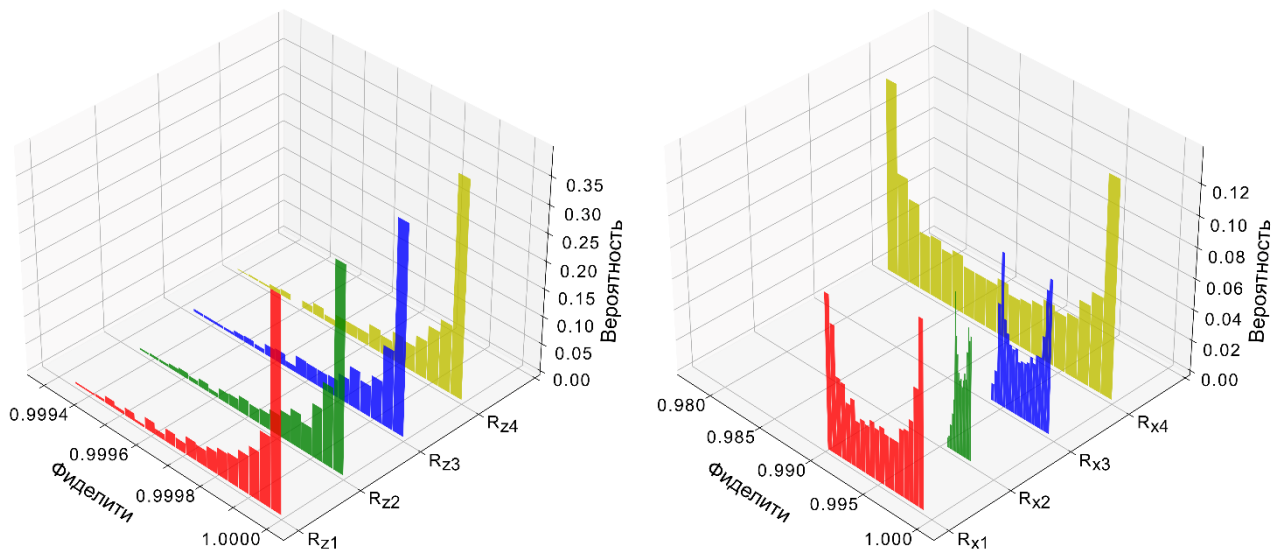 0.35
0.30
0.25
0.20
0.15
0.10
0.05
0.00
Вероятность
0.9994
0.9996
0.9998
1.0000
Фиделити
Rz1
Rz2
Rz3
Rz4
0.12
0.10
0.08
0.06
0.04
0.02
0.00
Вероятность
0.980
0.985
0.990
0.995
1.000
Фиделити
Rx1
Rx2
Rx3
Rx4